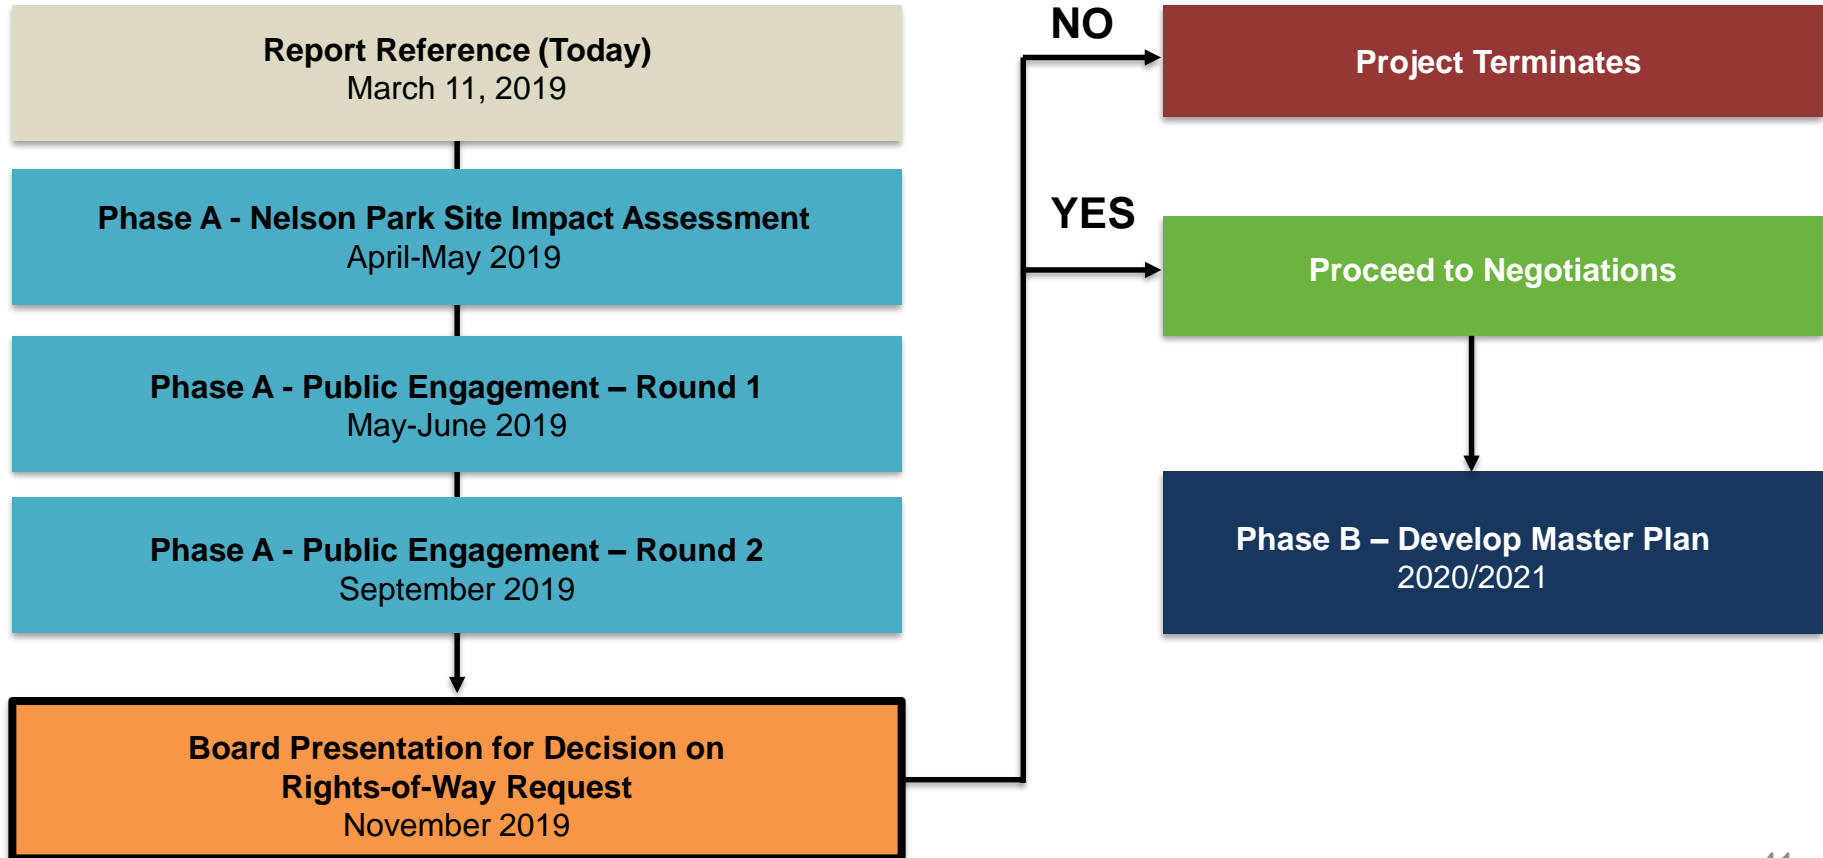 Report Reference (Today)
March 11, 2019
Phase A - Nelson Park Site Impact Assessment
April-May 2019
Phase A - Public Engagement – Round 1
May-June 2019
Phase A - Public Engagement – Round 2
September 2019
Board Presentation for Decision on
Rights-of-Way Request
November 2019
NO
Project Terminates
YES
Proceed to Negotiations
Phase B – Develop Master Plan
2020/2021